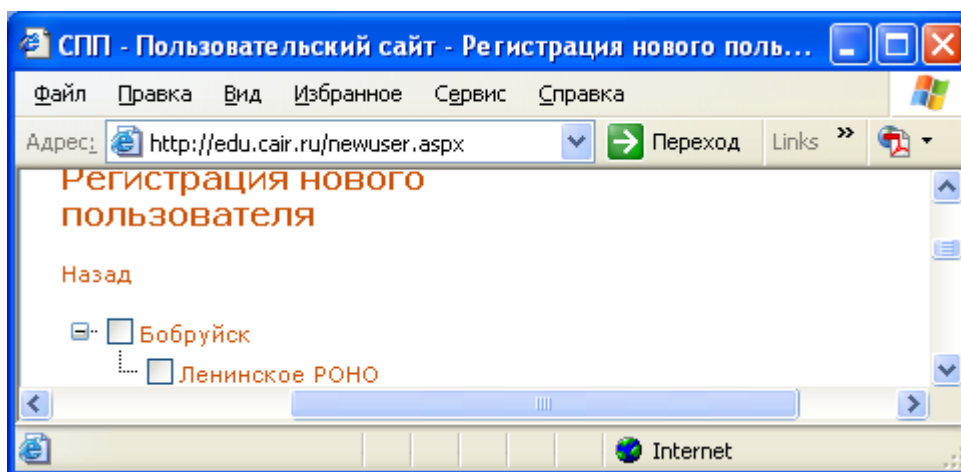 СПП - Пользовательский сайт - Регистрация нового поль...
Файл Правка Вид Избранное Сервис Справка
Адрес: http://edu.cair.ru/newuser.aspx Переход Links »
Регистрация нового
пользователя
Назад
Бобруйск
Ленинское РОНО
Internet